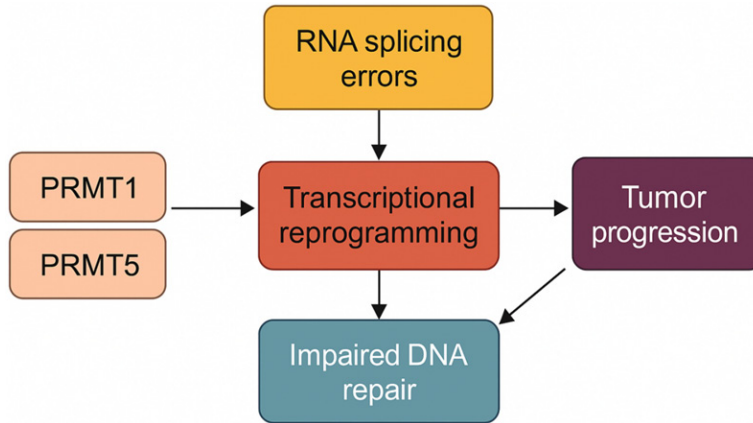 RNA splicing
errors
PRMT1
PRMT5
Transcriptional
reprogramming
Tumor
progression
Impaired DNA
repair